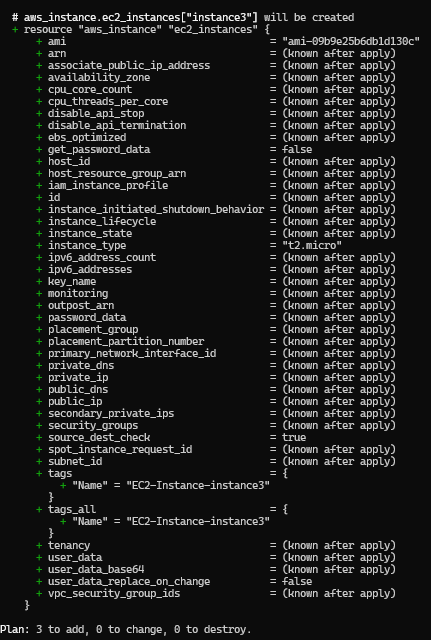 # aws_instance.ec2_instances["instance3"] will be created
+ resource "aws_instance" "ec2_instances" {
+ ami = "ami-09b9e25b6db1d130c"
+ arn = (known after apply)
+ associate_public_ip_address = (known after apply)
+ availability_zone = (known after apply)
+ cpu_core_count = (known after apply)
+ cpu_threads_per_core = (known after apply)
+ disable_api_stop = (known after apply)
+ disable_api_termination = (known after apply)
+ ebs_optimized = (known after apply)
+ get_password_data = false
+ host_id = (known after apply)
+ host_resource_group_arn = (known after apply)
+ iam_instance_profile = (known after apply)
+ id = (known after apply)
+ instance_initiated_shutdown_behavior = (known after apply)
+ instance_lifecycle = (known after apply)
+ instance_state = (known after apply)
+ instance_type = "t2.micro"
+ ipv6_address_count = (known after apply)
+ ipv6_addresses = (known after apply)
+ key_name = (known after apply)
+ monitoring = (known after apply)
+ outpost_arn = (known after apply)
+ password_data = (known after apply)
+ placement_group = (known after apply)
+ placement_partition_number = (known after apply)
+ primary_network_interface_id = (known after apply)
+ private_dns = (known after apply)
+ private_ip = (known after apply)
+ public_dns = (known after apply)
+ public_ip = (known after apply)
+ secondary_private_ips = (known after apply)
+ security_groups = (known after apply)
+ source_dest_check = true
+ spot_instance_request_id = (known after apply)
+ subnet_id = (known after apply)
+ tags = {
+ "Name" = "EC2-Instance-instance3"
}
+ tags_all = {
+ "Name" = "EC2-Instance-instance3"
}
+ tenancy = (known after apply)
+ user_data = (known after apply)
+ user_data_base64 = (known after apply)
+ user_data_replace_on_change = false
+ vpc_security_group_ids = (known after apply)
}
Plan: 3 to add, 0 to change, 0 to destroy.